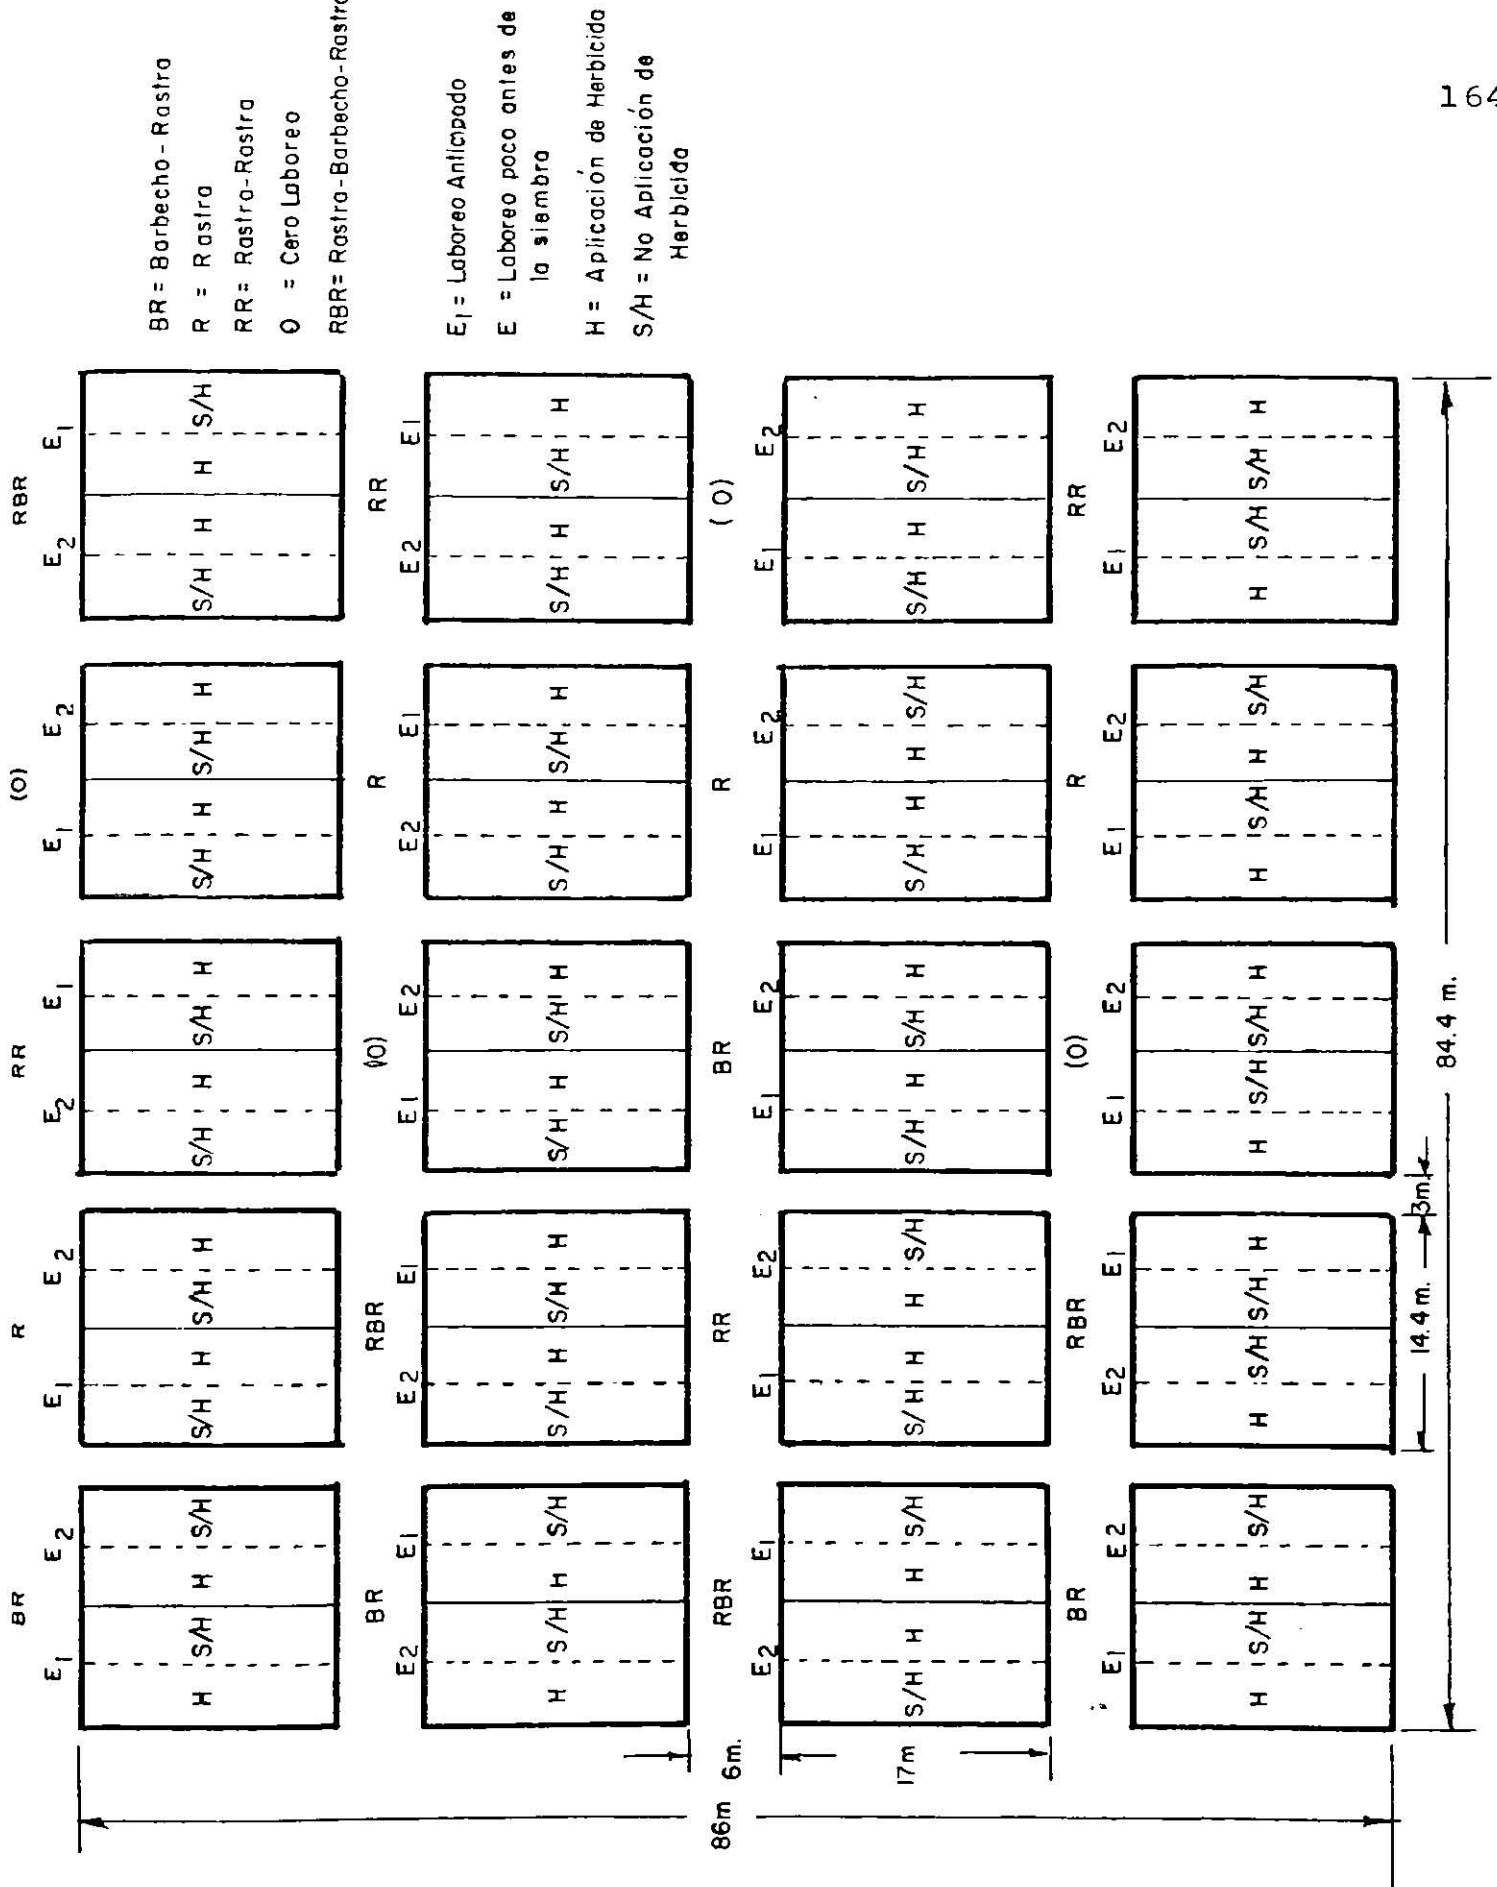 164
BR R RR (O) RBR
E1 E2 E1 E2 E2 E1 E1 E2 E2 E1
H S/H H S/H S/H H S/H H S/H H S/H H S/H H S/H H S/H H H S/H
BR RBR (O) R RR
E2 E1 E2 E1 E1 E2 E2 E1 E2 E1
H S/H H S/H S/H H S/H H S/H H S/H H S/H H S/H H S/H H S/H H
RBR RR BR R (O)
E2 E1 E1 E2 E1 E2 E1 E2 E1 E2
S/H H H S/H S/H H H S/H S/H H S/H H S/H H H S/H S/H H S/H H
BR RBR (O) R RR
E1 E2 E2 E1 E1 E2 E1 E2 E1 E2
H S/H H S/H H S/H S/H H H S/H S/H H H S/H H S/H H S/H S/H H
86m
6m.
17m
14.4 m.
3m.
84.4 m.
BR = Barbecho-Rastra
R = Rastra
RR = Rastra-Rastra
O = Cero Laboreo
RBR = Rastra-Barbecho-Rastra
E1 = Laboreo Anticipado
E = Laboreo poco antes de
la siembra
H = Aplicación de Herbicida
S/H = No Aplicación de
Herbicida